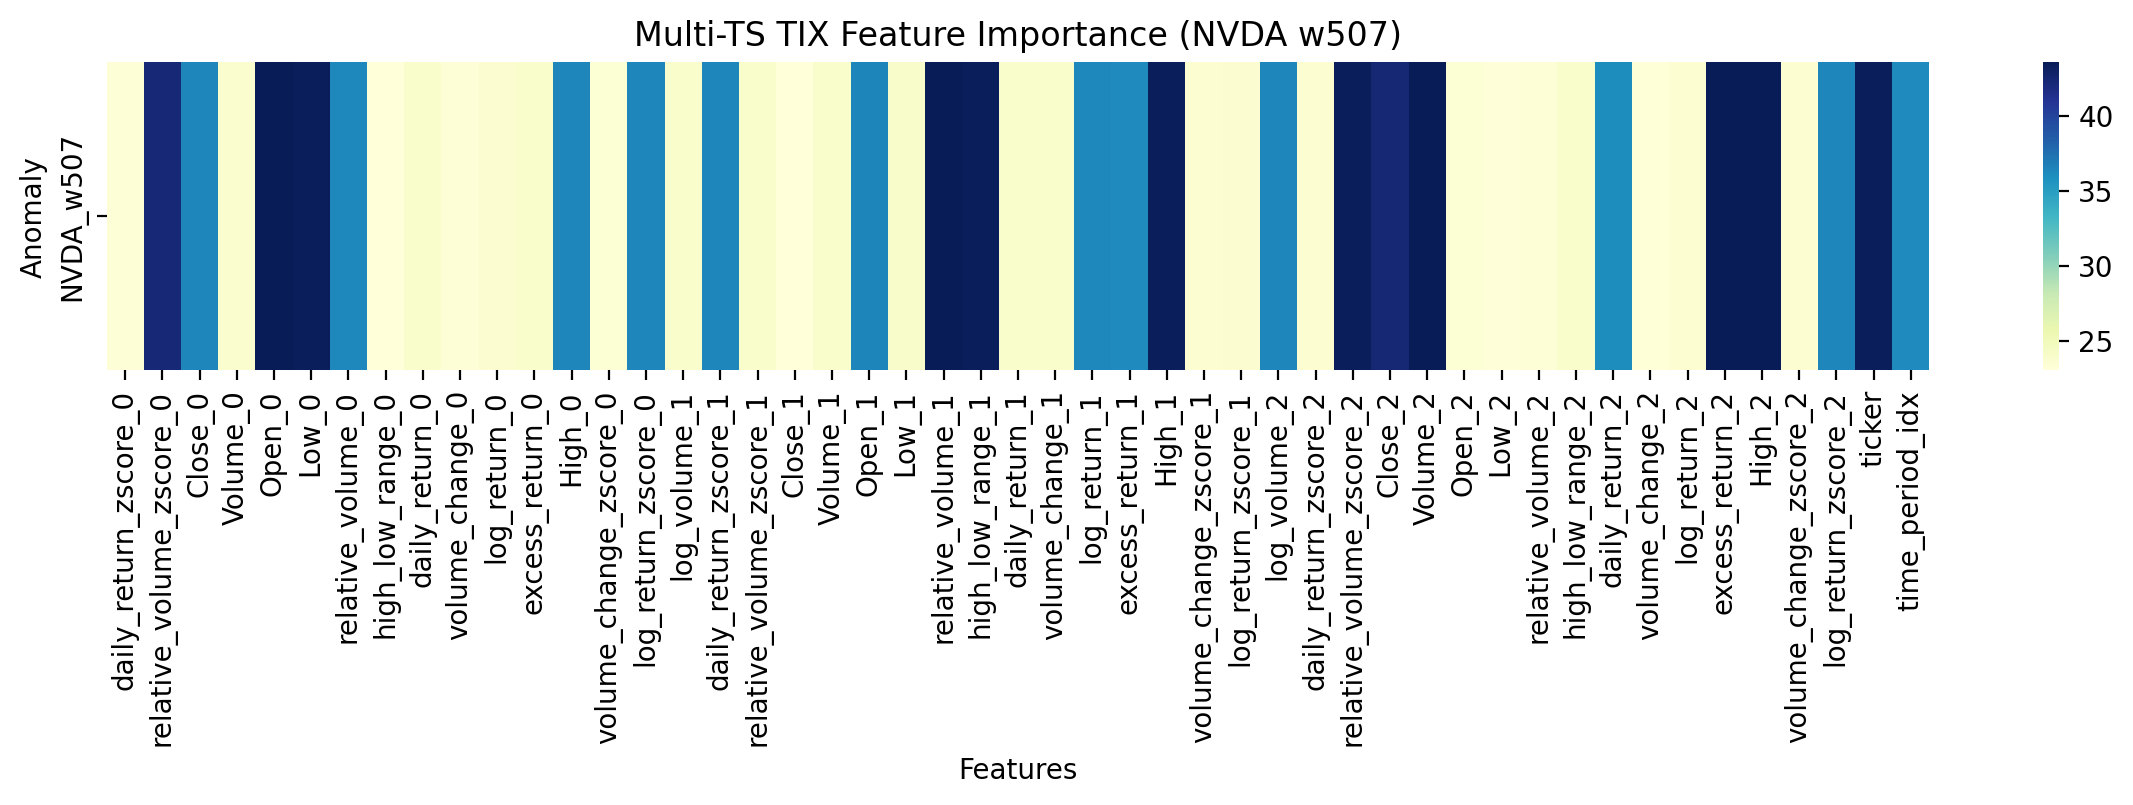 Multi-TS TIX Feature Importance (NVDA w507)
Anomaly
NVDA_w507
40
35
30
25
daily_return_zscore_0
relative_volume_zscore_0
Close_0
Volume_0
Open_0
Low_0
relative_volume_0
high_low_range_0
daily_return_0
volume_change_0
log_return_0
excess_return_0
High_0
volume_change_zscore_0
log_return_zscore_0
log_volume_1
daily_return_zscore_1
relative_volume_zscore_1
Close_1
Volume_1
Open_1
Low_1
relative_volume_1
high_low_range_1
daily_return_1
volume_change_1
log_return_1
excess_return_1
High_1
volume_change_zscore_1
log_return_zscore_1
log_volume_2
daily_return_zscore_2
relative_volume_zscore_2
Close_2
Volume_2
Open_2
Low_2
relative_volume_2
high_low_range_2
daily_return_2
volume_change_2
log_return_2
excess_return_2
High_2
volume_change_zscore_2
log_return_zscore_2
ticker
time_period_idx
Features